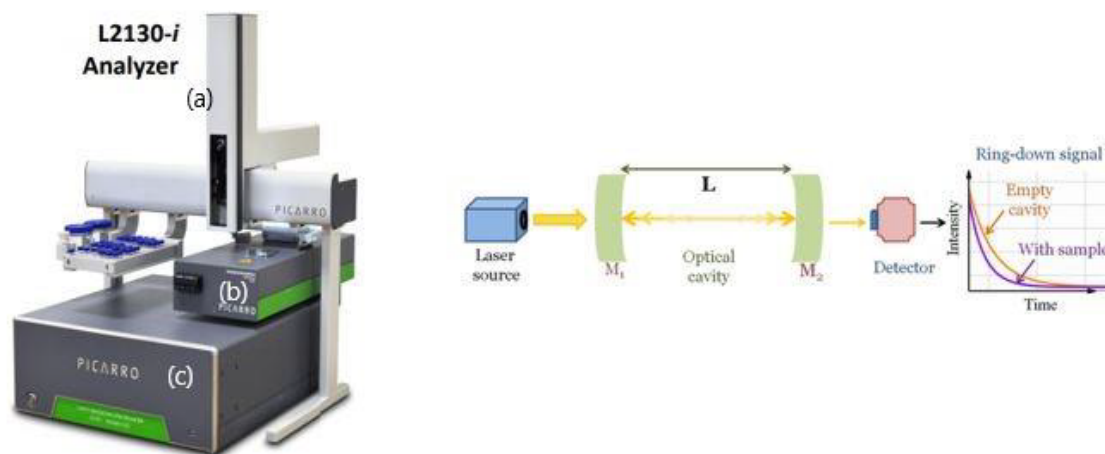 L2130-i
Analyzer
(a)
PICARRO
(b)
PICARRO
PICARRO
(c)
Laser
source
M1
L
Optical
cavity
M2
Detector
Ring-down signal
Intensity
Empty
cavity
With sample
Time